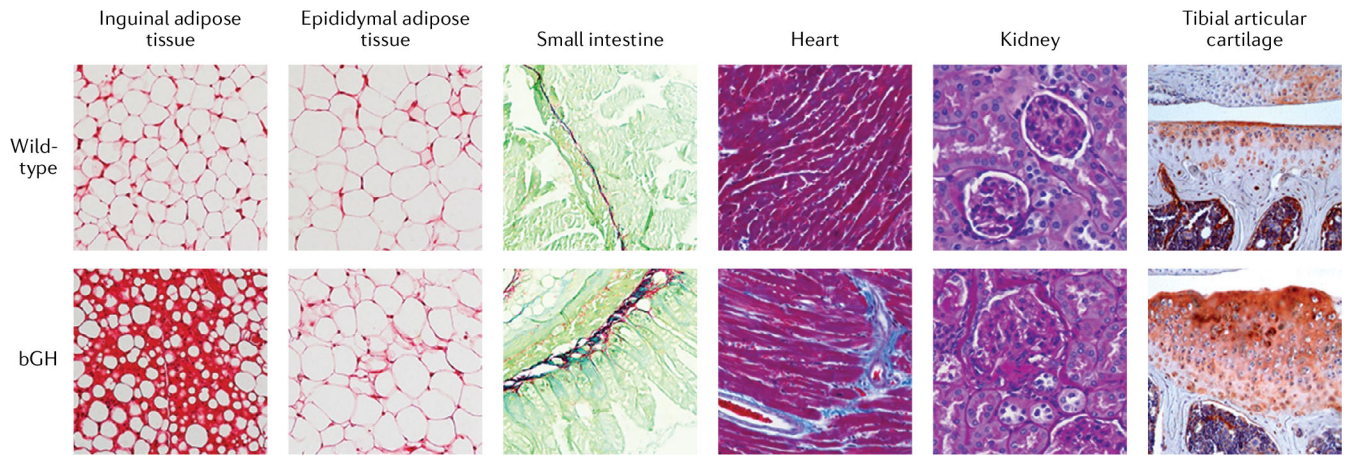 Inguinal adipose
tissue
Epididymal adipose
tissue
Small intestine
Heart
Kidney
Tibial articular
cartilage
Wild-
type
bGH